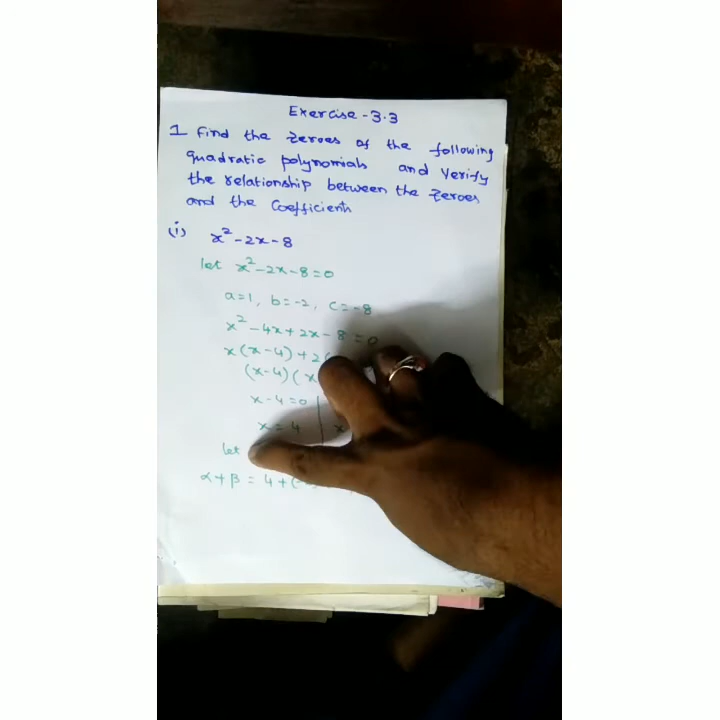 Exercise - 3.3
1 Find the zeroes of the following
quadratic polynomials and verify
the relationship between the zeroes
and the coefficients
(i) x² - 2x - 8
let x² - 2x - 8 = 0
a=1, b=-2, c=-8
x² - 4x + 2x - 8 = 0
x(x-4) + 2(
(x-4)(x
x-4=0
x = 4 | x
let
α+β = 4+(-